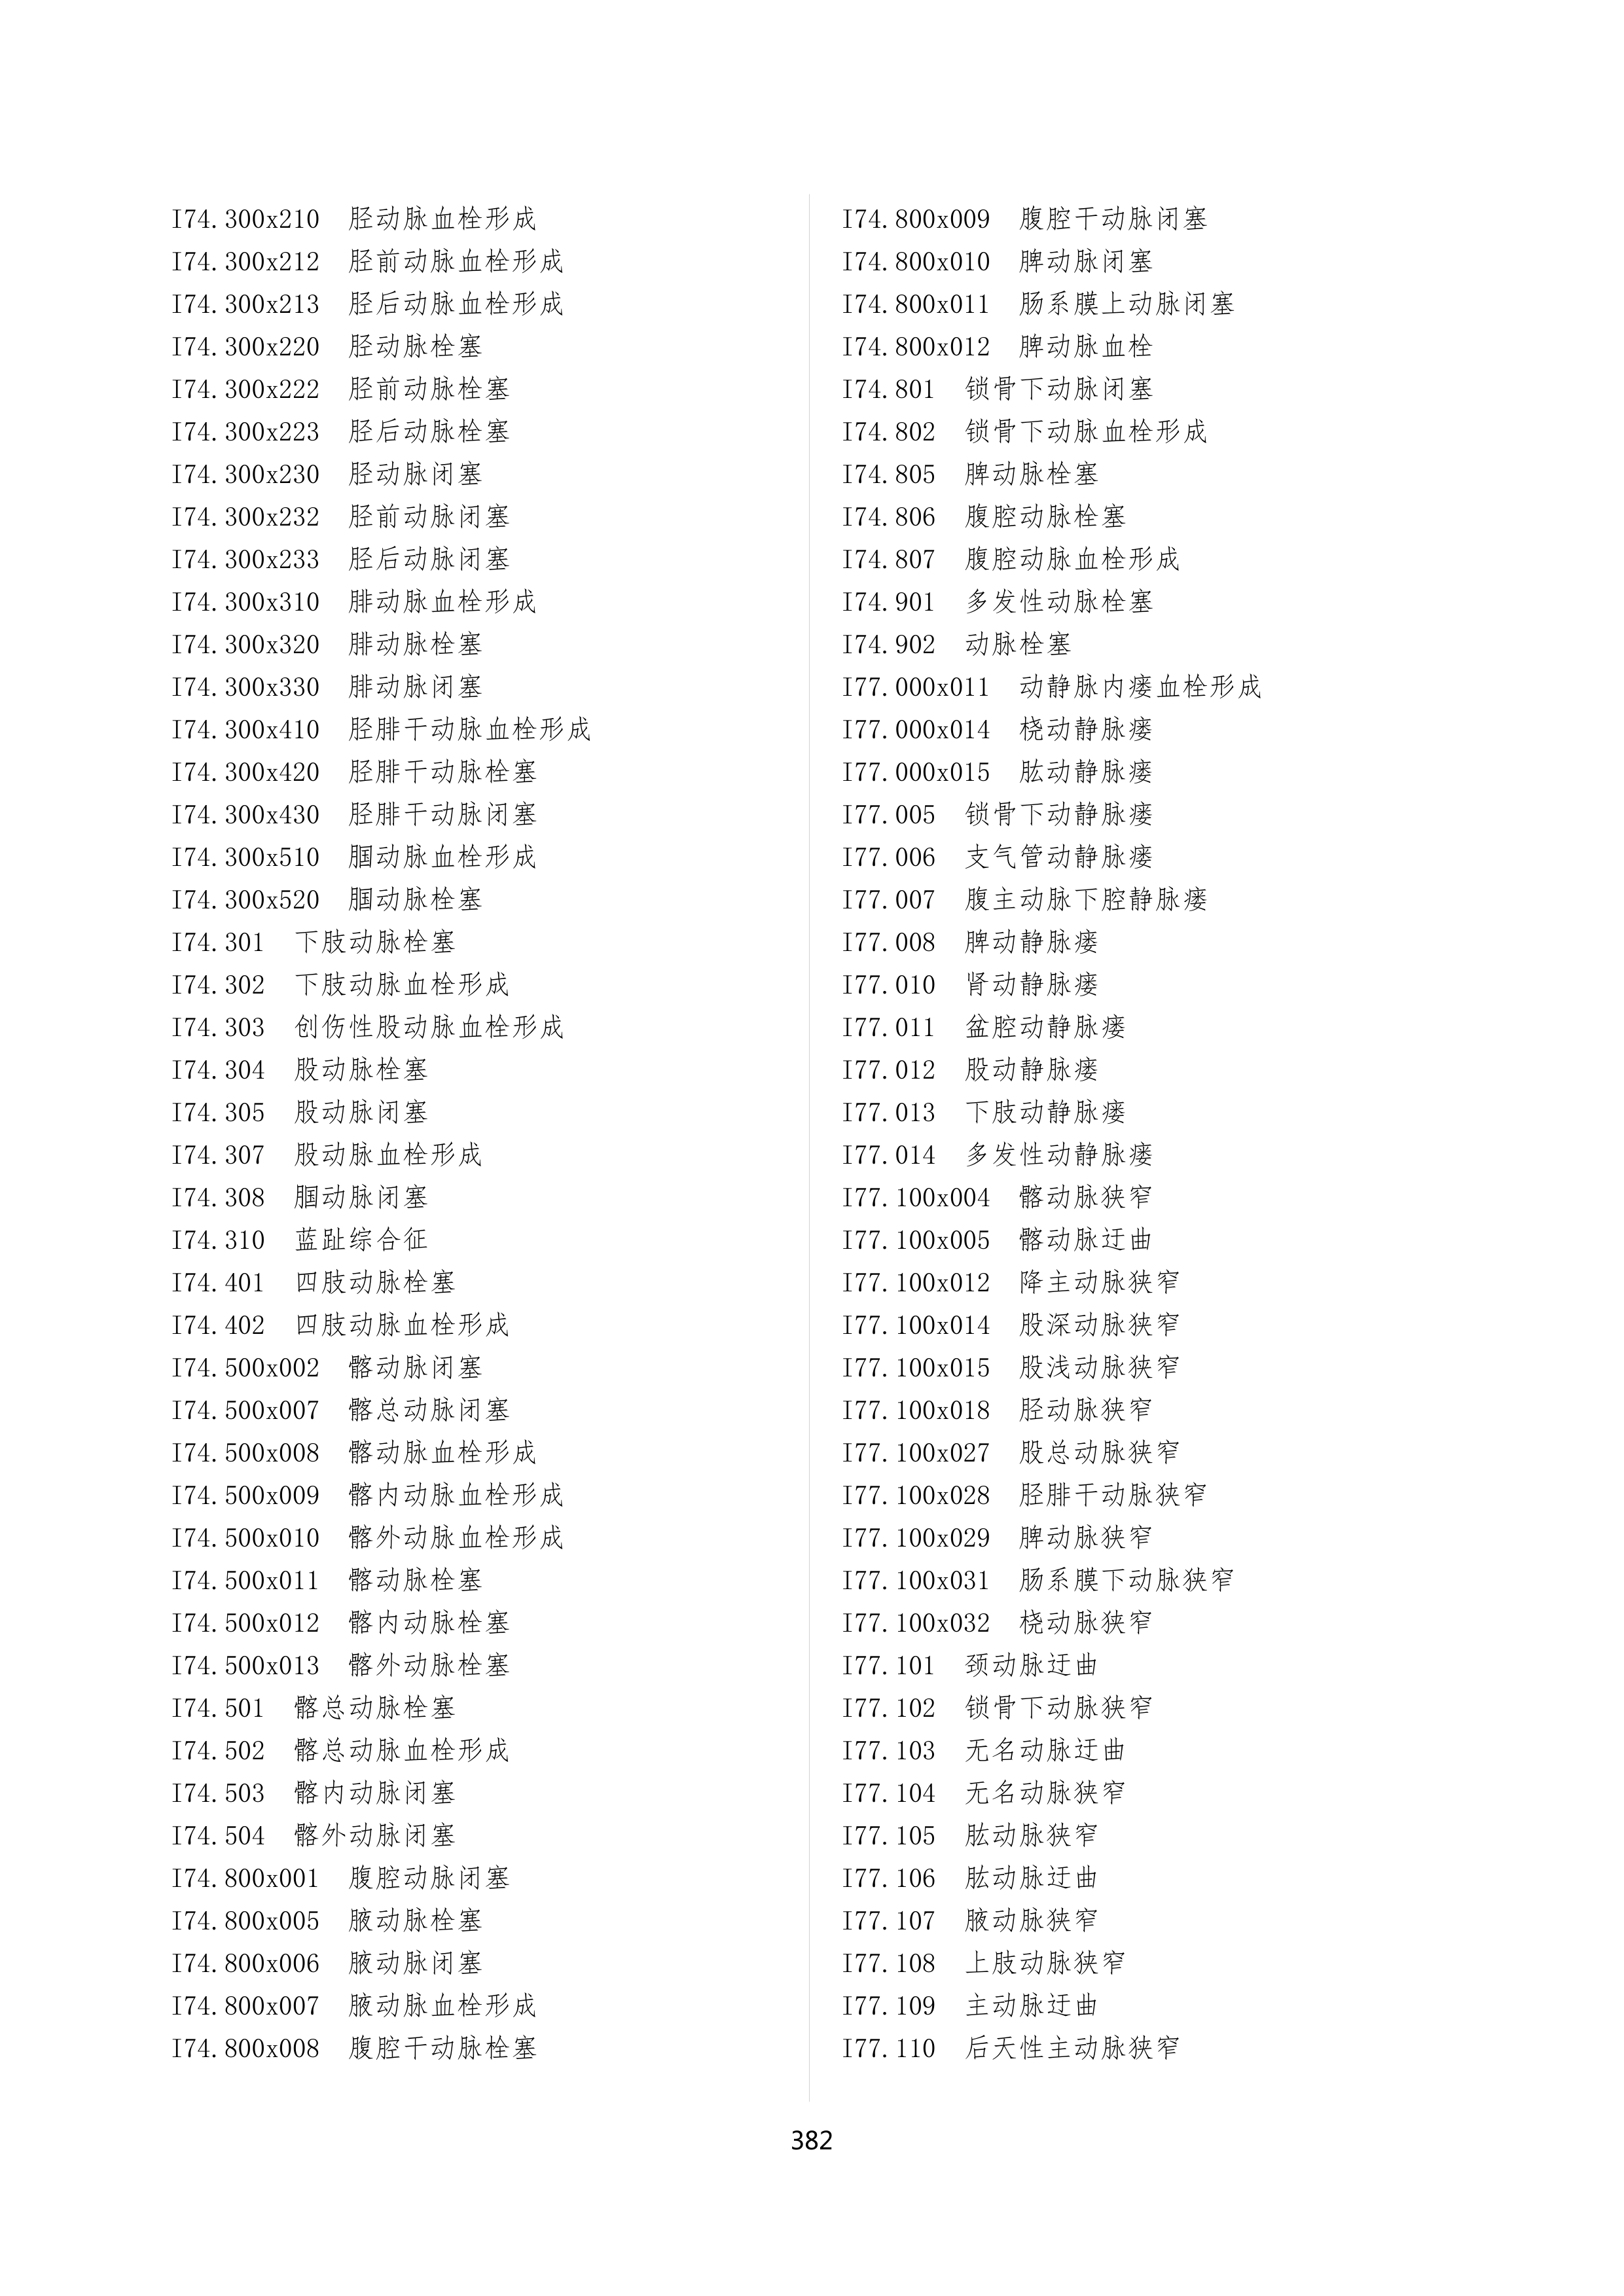 I74.300x210 胫动脉血栓形成
I74.300x212 胫前动脉血栓形成
I74.300x213 胫后动脉血栓形成
I74.300x220 胫动脉栓塞
I74.300x222 胫前动脉栓塞
I74.300x223 胫后动脉栓塞
I74.300x230 胫动脉闭塞
I74.300x232 胫前动脉闭塞
I74.300x233 胫后动脉闭塞
I74.300x310 腓动脉血栓形成
I74.300x320 腓动脉栓塞
I74.300x330 腓动脉闭塞
I74.300x410 胫腓干动脉血栓形成
I74.300x420 胫腓干动脉栓塞
I74.300x430 胫腓干动脉闭塞
I74.300x510 腘动脉血栓形成
I74.300x520 腘动脉栓塞
I74.301 下肢动脉栓塞
I74.302 下肢动脉血栓形成
I74.303 创伤性股动脉血栓形成
I74.304 股动脉栓塞
I74.305 股动脉闭塞
I74.307 股动脉血栓形成
I74.308 腘动脉闭塞
I74.310 蓝趾综合征
I74.401 四肢动脉栓塞
I74.402 四肢动脉血栓形成
I74.500x002 髂动脉闭塞
I74.500x007 髂总动脉闭塞
I74.500x008 髂动脉血栓形成
I74.500x009 髂内动脉血栓形成
I74.500x010 髂外动脉血栓形成
I74.500x011 髂动脉栓塞
I74.500x012 髂内动脉栓塞
I74.500x013 髂外动脉栓塞
I74.501 髂总动脉栓塞
I74.502 髂总动脉血栓形成
I74.503 髂内动脉闭塞
I74.504 髂外动脉闭塞
I74.800x001 腹腔动脉闭塞
I74.800x005 腋动脉栓塞
I74.800x006 腋动脉闭塞
I74.800x007 腋动脉血栓形成
I74.800x008 腹腔干动脉栓塞
I74.800x009 腹腔干动脉闭塞
I74.800x010 脾动脉闭塞
I74.800x011 肠系膜上动脉闭塞
I74.800x012 脾动脉血栓
I74.801 锁骨下动脉闭塞
I74.802 锁骨下动脉血栓形成
I74.805 脾动脉栓塞
I74.806 腹腔动脉栓塞
I74.807 腹腔动脉血栓形成
I74.901 多发性动脉栓塞
I74.902 动脉栓塞
I77.000x011 动静脉内瘘血栓形成
I77.000x014 桡动静脉瘘
I77.000x015 肱动静脉瘘
I77.005 锁骨下动静脉瘘
I77.006 支气管动静脉瘘
I77.007 腹主动脉下腔静脉瘘
I77.008 脾动静脉瘘
I77.010 肾动静脉瘘
I77.011 盆腔动静脉瘘
I77.012 股动静脉瘘
I77.013 下肢动静脉瘘
I77.014 多发性动静脉瘘
I77.100x004 髂动脉狭窄
I77.100x005 髂动脉迂曲
I77.100x012 降主动脉狭窄
I77.100x014 股深动脉狭窄
I77.100x015 股浅动脉狭窄
I77.100x018 胫动脉狭窄
I77.100x027 股总动脉狭窄
I77.100x028 胫腓干动脉狭窄
I77.100x029 脾动脉狭窄
I77.100x031 肠系膜下动脉狭窄
I77.100x032 桡动脉狭窄
I77.101 颈动脉迂曲
I77.102 锁骨下动脉狭窄
I77.103 无名动脉迂曲
I77.104 无名动脉狭窄
I77.105 肱动脉狭窄
I77.106 肱动脉迂曲
I77.107 腋动脉狭窄
I77.108 上肢动脉狭窄
I77.109 主动脉迂曲
I77.110 后天性主动脉狭窄
382